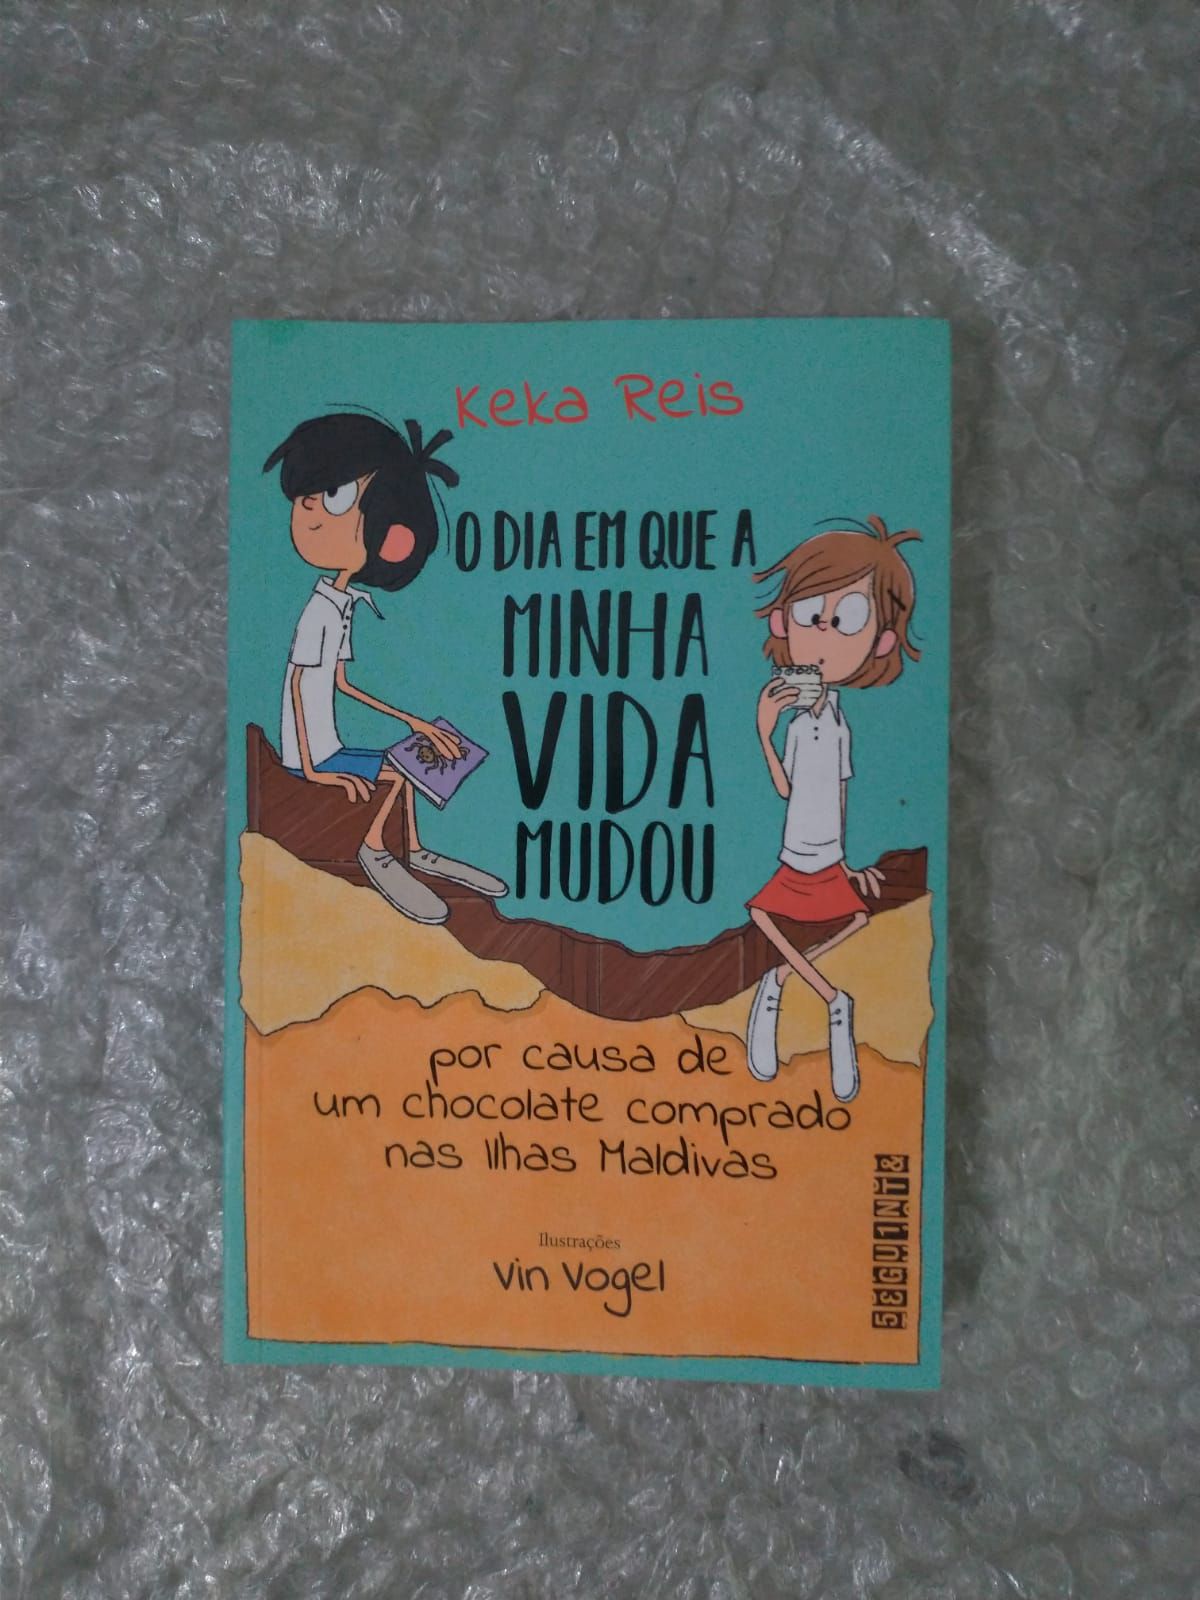 Keka Reis
O DIA EM QUE A
MINHA
VIDA
MUDOU
por causa de
um chocolate comprado
nas Ilhas Maldivas
Ilustrações
Vin Vogel
SEGUINTE